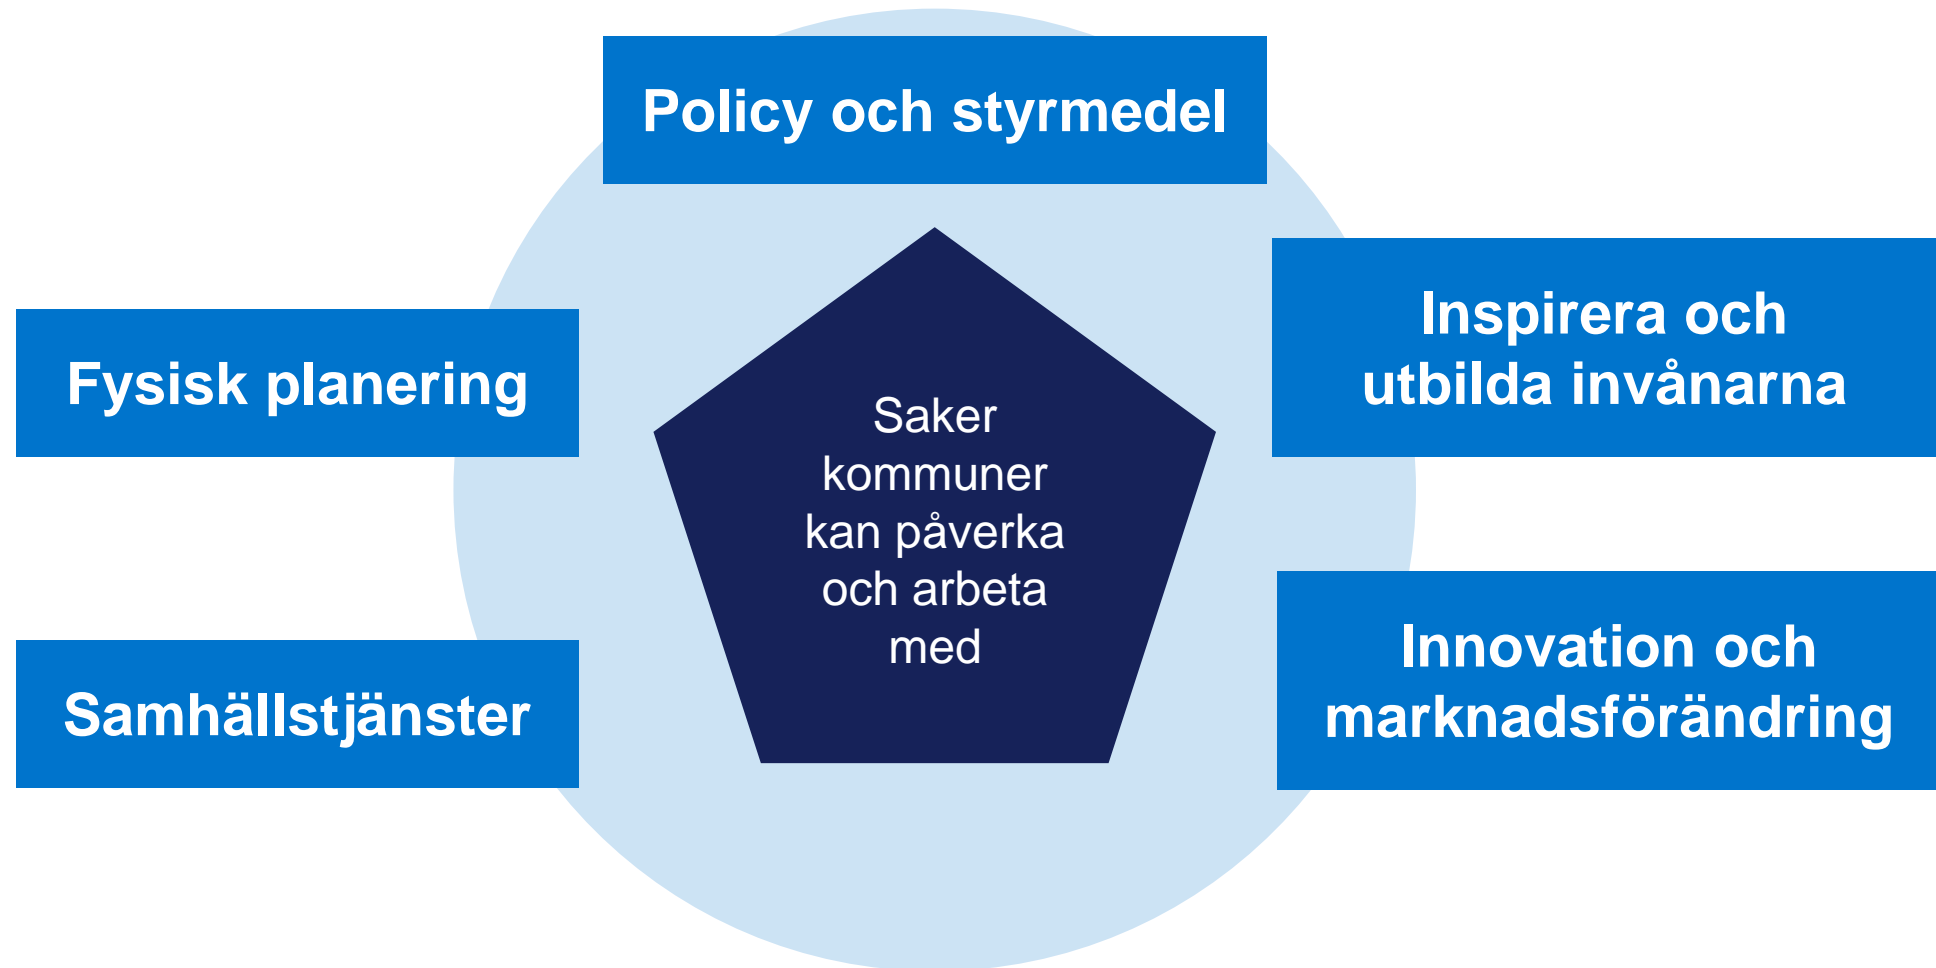 Policy och styrmedel
Inspirera och
utbilda invånarna
Fysisk planering
Saker
kommuner
kan påverka
och arbeta
med
Innovation och
marknadsförändring
Samhällstjänster